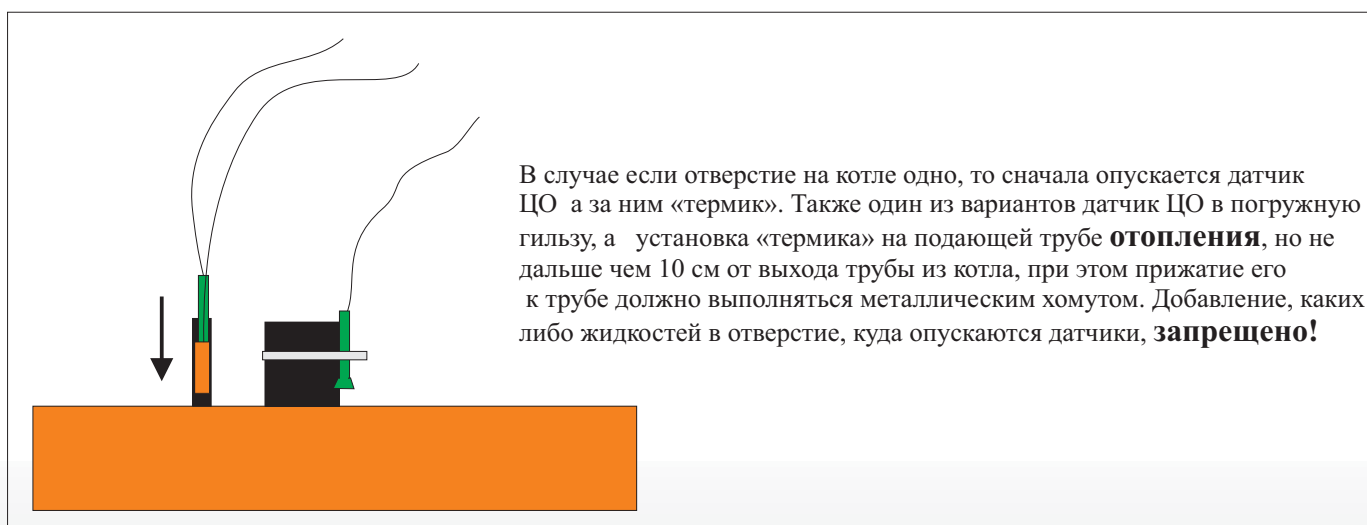 В случае если отверстие на котле одно, то сначала опускается датчик
ЦО а за ним «термик». Также один из вариантов датчик ЦО в погружную
гильзу, а установка «термика» на подающей трубе отопления, но не
дальше чем 10 см от выхода трубы из котла, при этом прижатие его
к трубе должно выполняться металлическим хомутом. Добавление, каких
либо жидкостей в отверстие, куда опускаются датчики, запрещено!